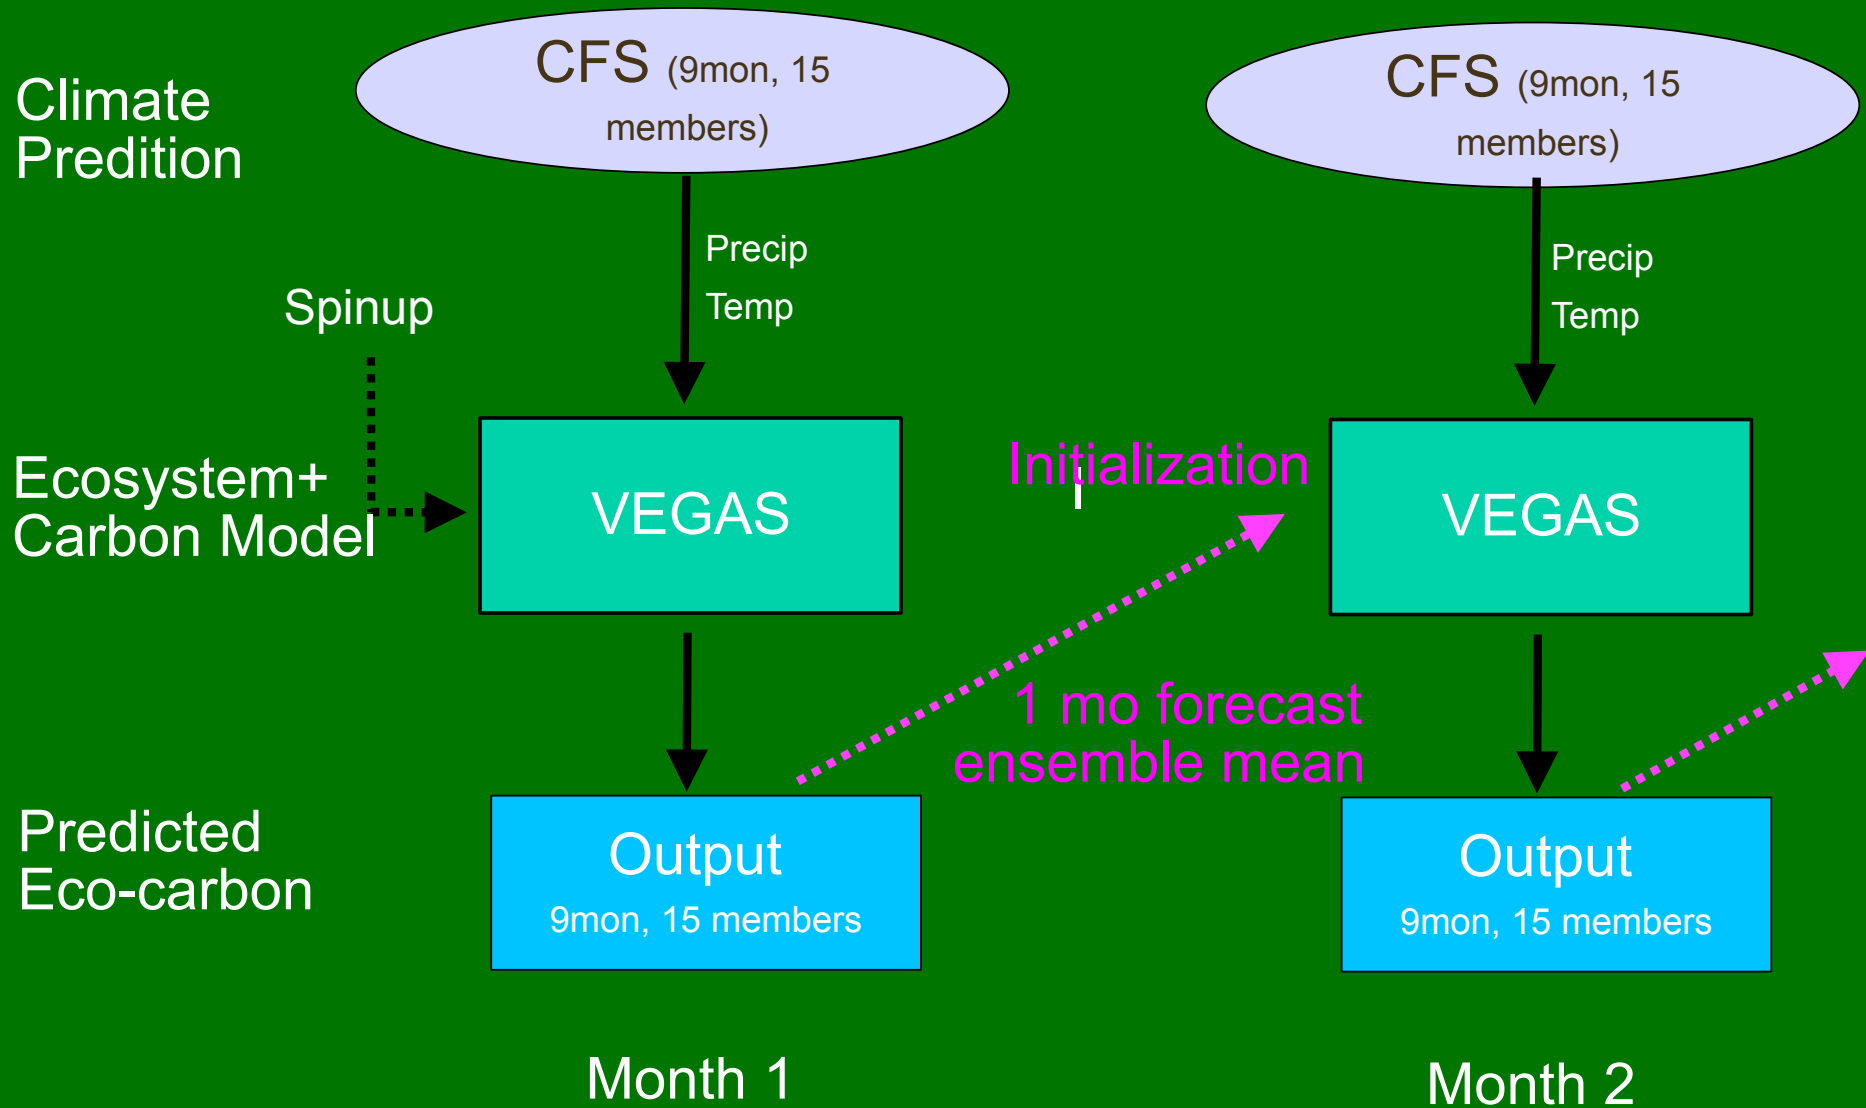 Climate
Predition
CFS (9mon, 15
members)
CFS (9mon, 15
members)
Precip
Temp
Precip
Temp
Spinup
Ecosystem+
Carbon Model
VEGAS
Initialization
VEGAS
1 mo forecast
ensemble mean
Predicted
Eco-carbon
Output
9mon, 15 members
Output
9mon, 15 members
Month 1
Month 2